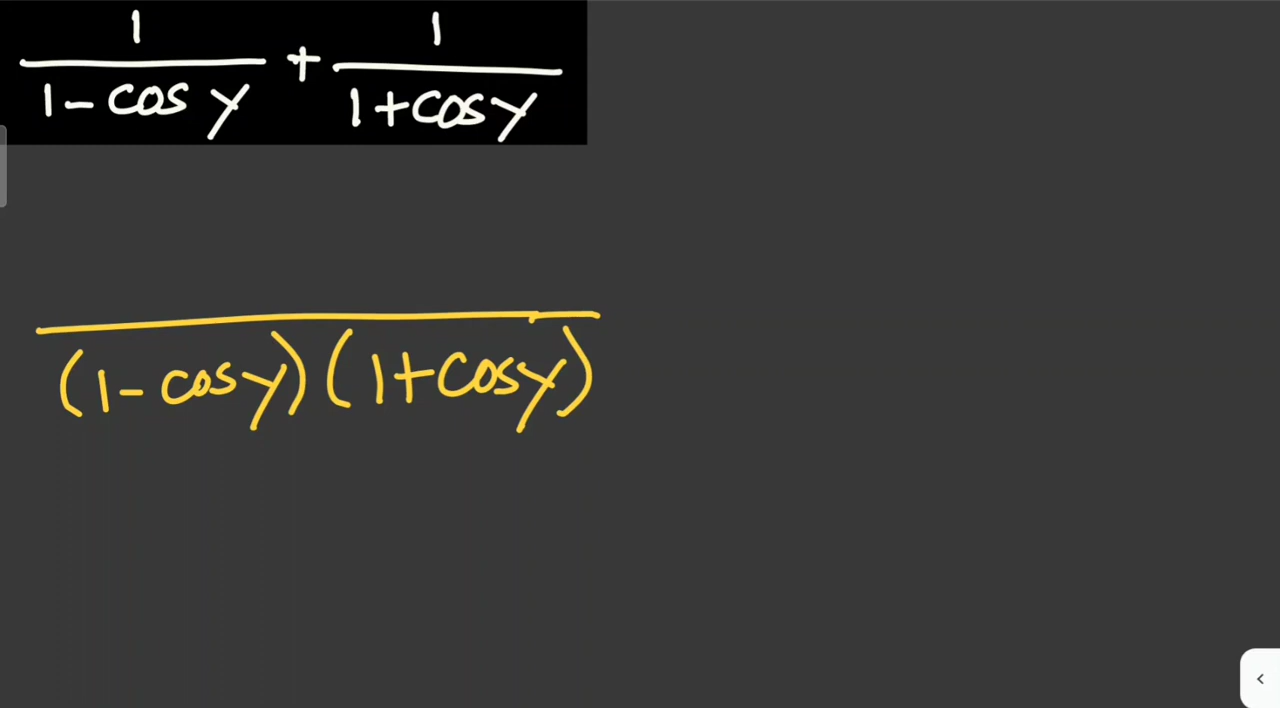 1/(1 - cos y) + 1/(1 + cos y)
(1 - cos y)(1 + cos y)